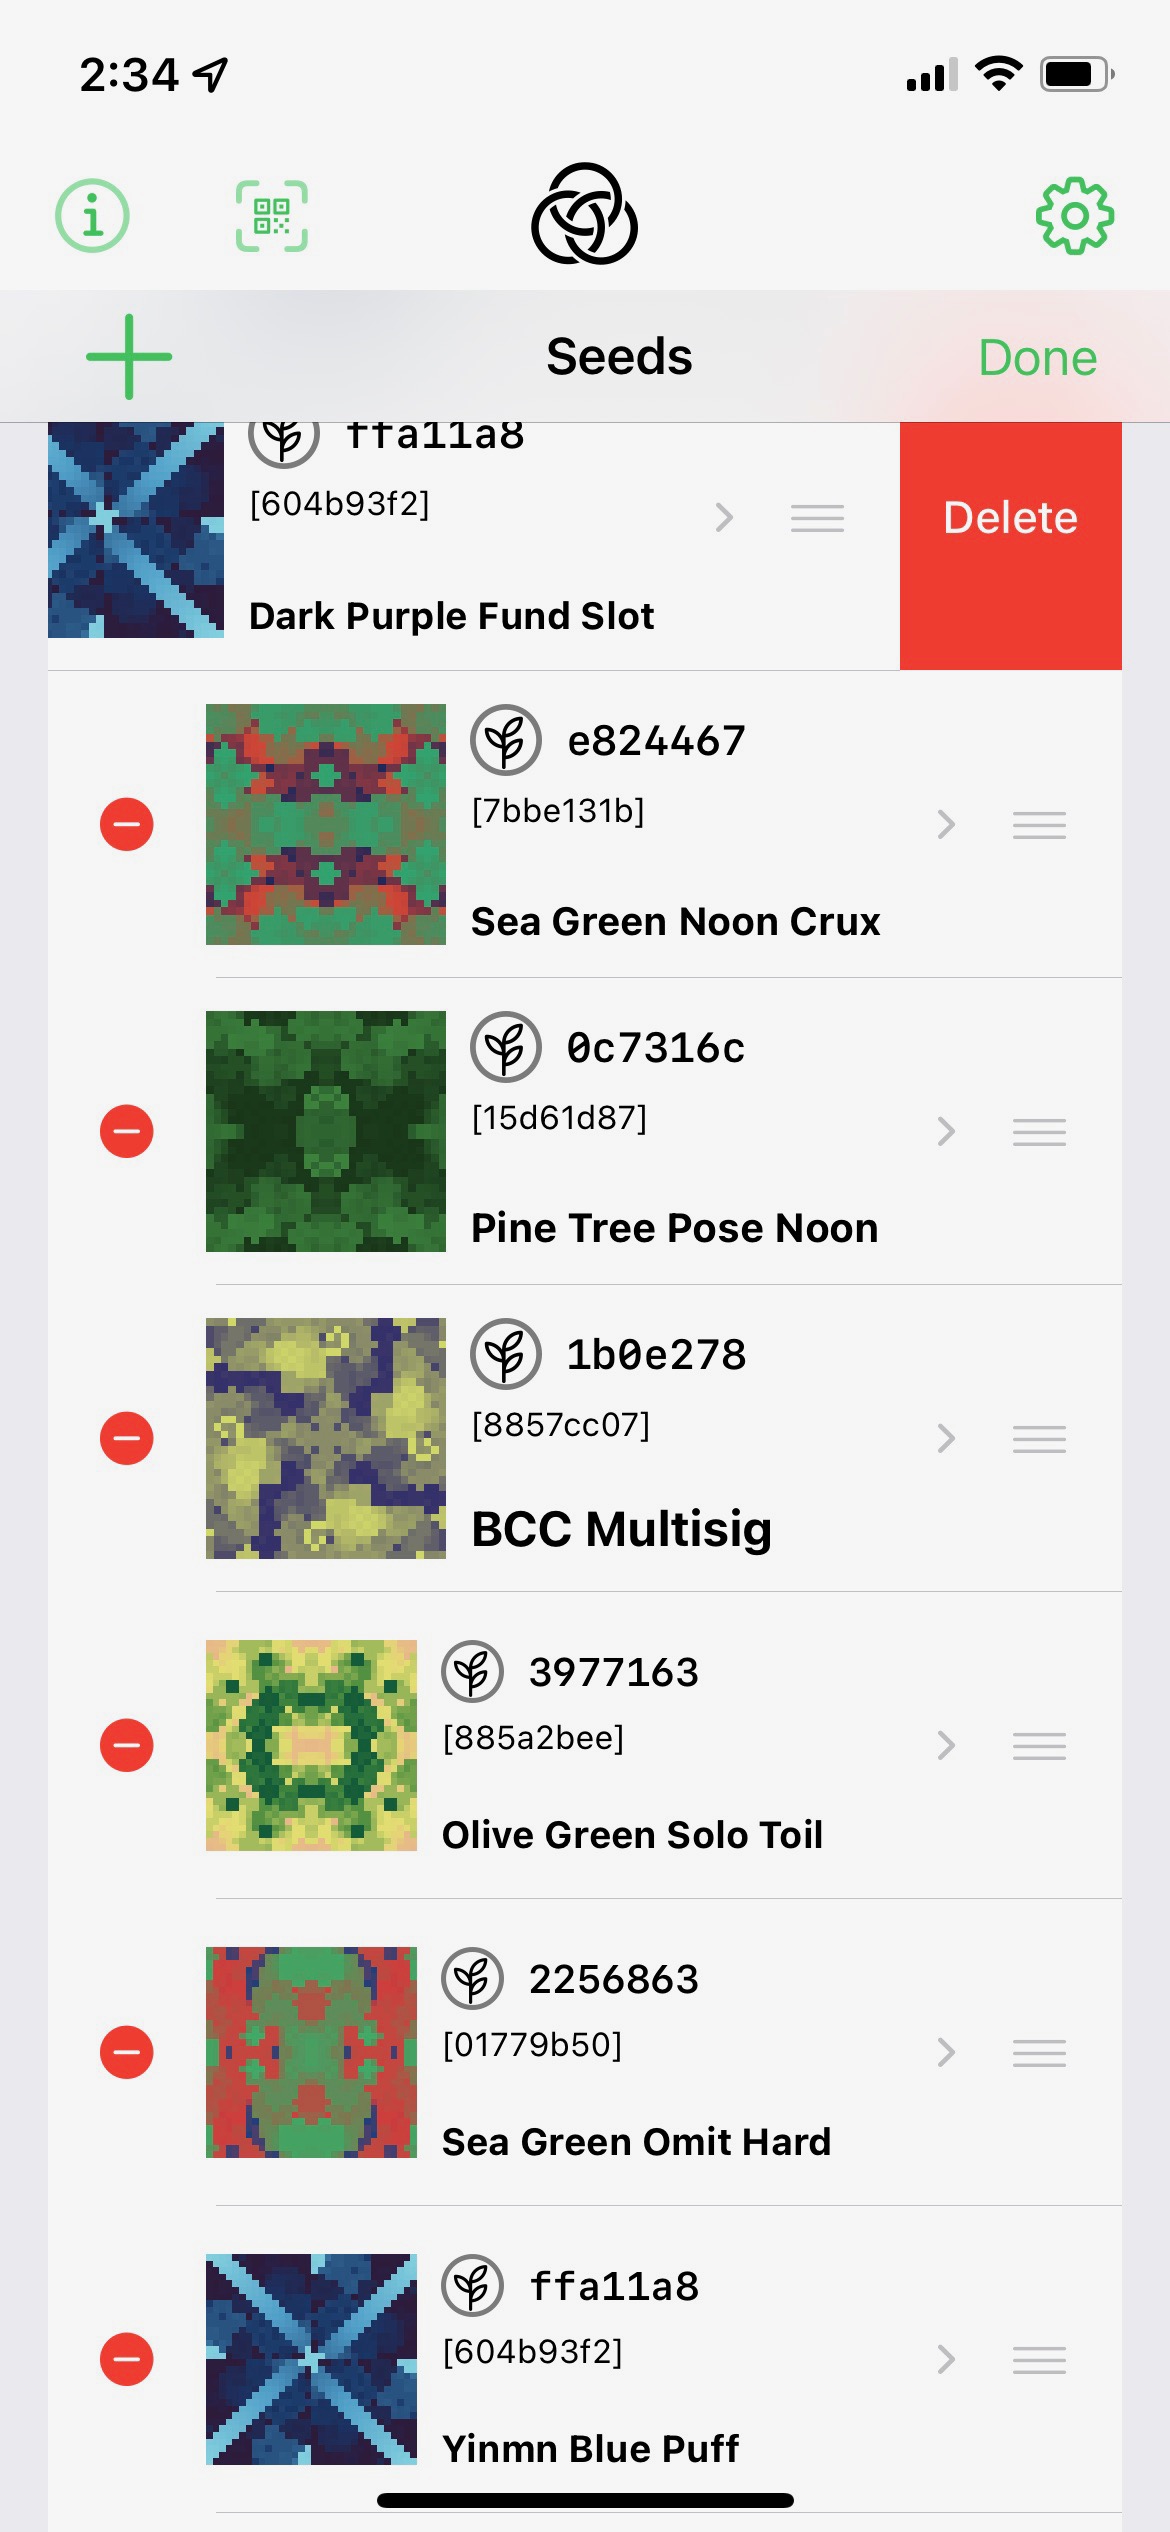 2:34
Seeds
Done
ffa11a8
[604b93f2]
Delete
Dark Purple Fund Slot
e824467
[7bbe131b]
Sea Green Noon Crux
0c7316c
[15d61d87]
Pine Tree Pose Noon
1b0e278
[8857cc07]
BCC Multisig
3977163
[885a2bee]
Olive Green Solo Toil
2256863
[01779b50]
Sea Green Omit Hard
ffa11a8
[604b93f2]
Yinmn Blue Puff